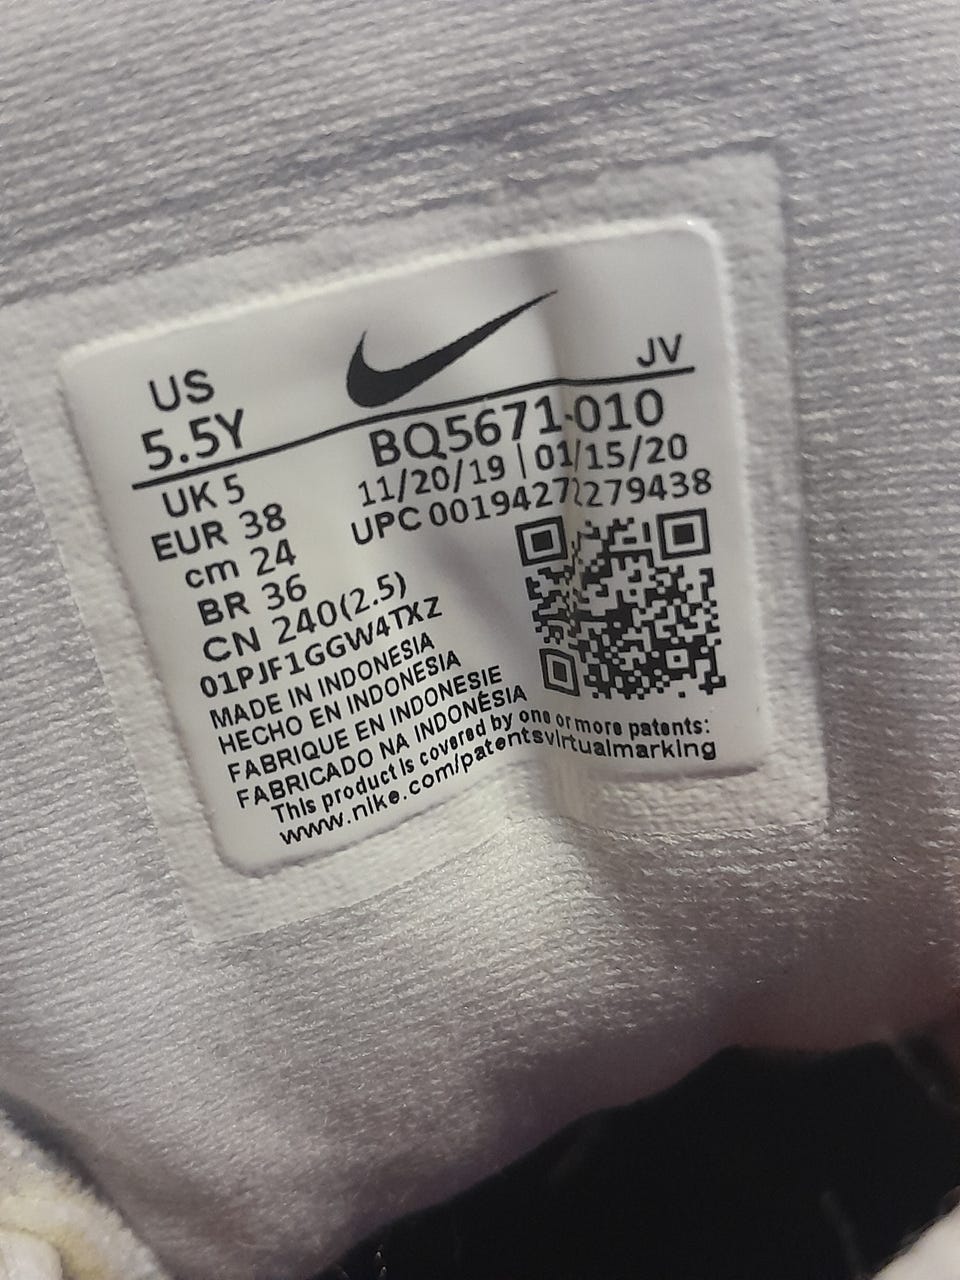 US
JV
5.5Y
BQ5671-010
UK 5
11/20/19 | 01/15/20
EUR 38
UPC 00194272279438
cm 24
BR 36
CN 240(2.5)
01PJF1GGW4TXZ
MADE IN INDONESIA
HECHO EN INDONESIA
FABRIQUE EN INDONESIE
FABRICADO NA INDONÉSIA
This product is covered by one or more patents:
www.nike.com/patentsvirtualmarking